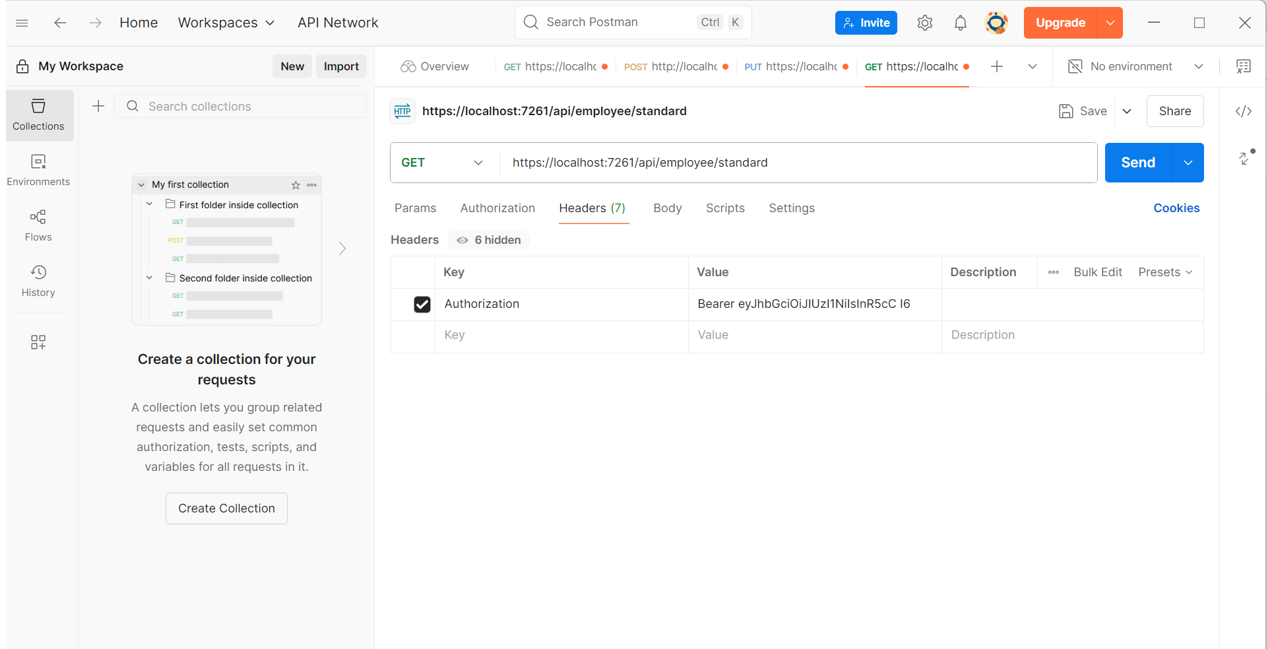 Home Workspaces API Network Search Postman Ctrl K Invite Upgrade
My Workspace New Import
Overview GET https://localh POST http://localh PUT https://localh GET https://localh No environment
Collections
Search collections
Environments
Flows
History
My first collection
First folder inside collection
GET
POST
GET
Second folder inside collection
GET
GET
Create a collection for your
requests
A collection lets you group related
requests and easily set common
authorization, tests, scripts, and
variables for all requests in it.
Create Collection
HTTP https://localhost:7261/api/employee/standard Save Share
GET https://localhost:7261/api/employee/standard Send
Params Authorization Headers (7) Body Scripts Settings Cookies
Headers 6 hidden
Key Value Description Bulk Edit Presets
Authorization Bearer eyJhbGciOiJIUzI1NiIsInR5cC I6
Key Value Description